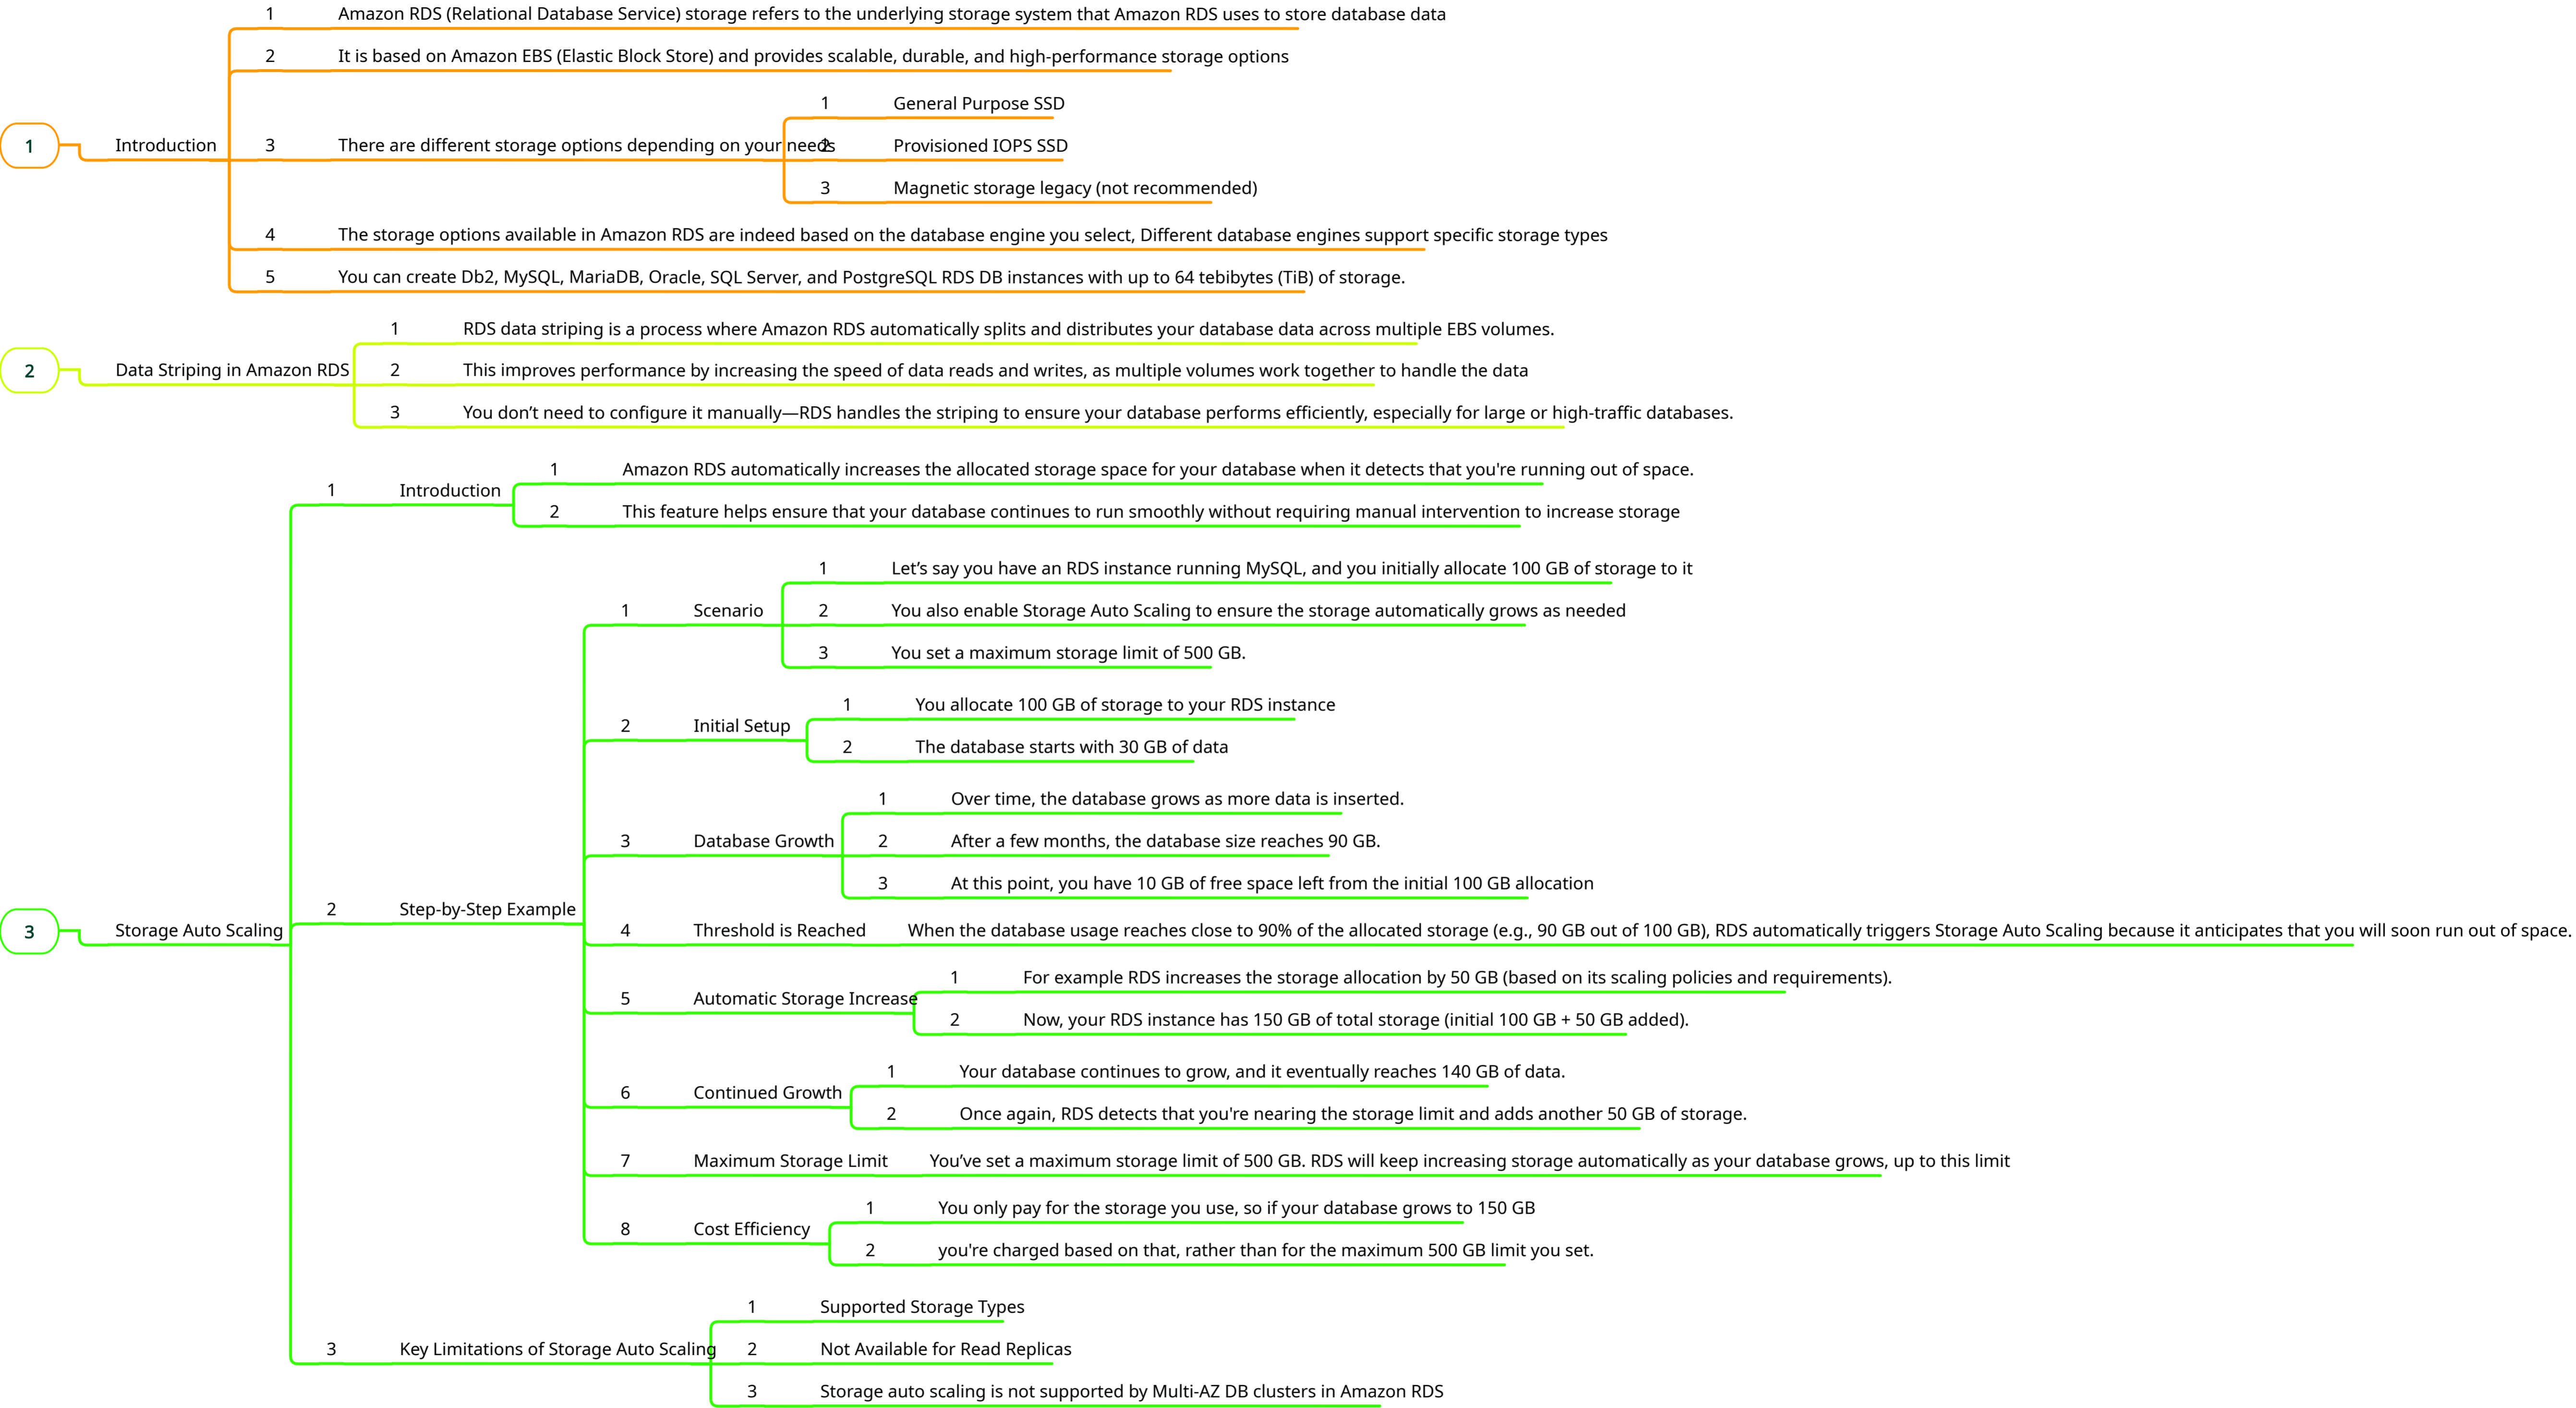 1
Introduction
1 Amazon RDS (Relational Database Service) storage refers to the underlying storage system that Amazon RDS uses to store database data
2 It is based on Amazon EBS (Elastic Block Store) and provides scalable, durable, and high-performance storage options
3 There are different storage options depending on your needs
1 General Purpose SSD
2 Provisioned IOPS SSD
3 Magnetic storage legacy (not recommended)
4 The storage options available in Amazon RDS are indeed based on the database engine you select, Different database engines support specific storage types
5 You can create Db2, MySQL, MariaDB, Oracle, SQL Server, and PostgreSQL RDS DB instances with up to 64 tebibytes (TiB) of storage.
2
Data Striping in Amazon RDS
1 RDS data striping is a process where Amazon RDS automatically splits and distributes your database data across multiple EBS volumes.
2 This improves performance by increasing the speed of data reads and writes, as multiple volumes work together to handle the data
3 You don’t need to configure it manually—RDS handles the striping to ensure your database performs efficiently, especially for large or high-traffic databases.
3
Storage Auto Scaling
1 Introduction
1 Amazon RDS automatically increases the allocated storage space for your database when it detects that you're running out of space.
2 This feature helps ensure that your database continues to run smoothly without requiring manual intervention to increase storage
2 Step-by-Step Example
1 Scenario
1 Let’s say you have an RDS instance running MySQL, and you initially allocate 100 GB of storage to it
2 You also enable Storage Auto Scaling to ensure the storage automatically grows as needed
3 You set a maximum storage limit of 500 GB.
2 Initial Setup
1 You allocate 100 GB of storage to your RDS instance
2 The database starts with 30 GB of data
3 Database Growth
1 Over time, the database grows as more data is inserted.
2 After a few months, the database size reaches 90 GB.
3 At this point, you have 10 GB of free space left from the initial 100 GB allocation
4 Threshold is Reached When the database usage reaches close to 90% of the allocated storage (e.g., 90 GB out of 100 GB), RDS automatically triggers Storage Auto Scaling because it anticipates that you will soon run out of space.
5 Automatic Storage Increase
1 For example RDS increases the storage allocation by 50 GB (based on its scaling policies and requirements).
2 Now, your RDS instance has 150 GB of total storage (initial 100 GB + 50 GB added).
6 Continued Growth
1 Your database continues to grow, and it eventually reaches 140 GB of data.
2 Once again, RDS detects that you're nearing the storage limit and adds another 50 GB of storage.
7 Maximum Storage Limit You’ve set a maximum storage limit of 500 GB. RDS will keep increasing storage automatically as your database grows, up to this limit
8 Cost Efficiency
1 You only pay for the storage you use, so if your database grows to 150 GB
2 you're charged based on that, rather than for the maximum 500 GB limit you set.
3 Key Limitations of Storage Auto Scaling
1 Supported Storage Types
2 Not Available for Read Replicas
3 Storage auto scaling is not supported by Multi-AZ DB clusters in Amazon RDS